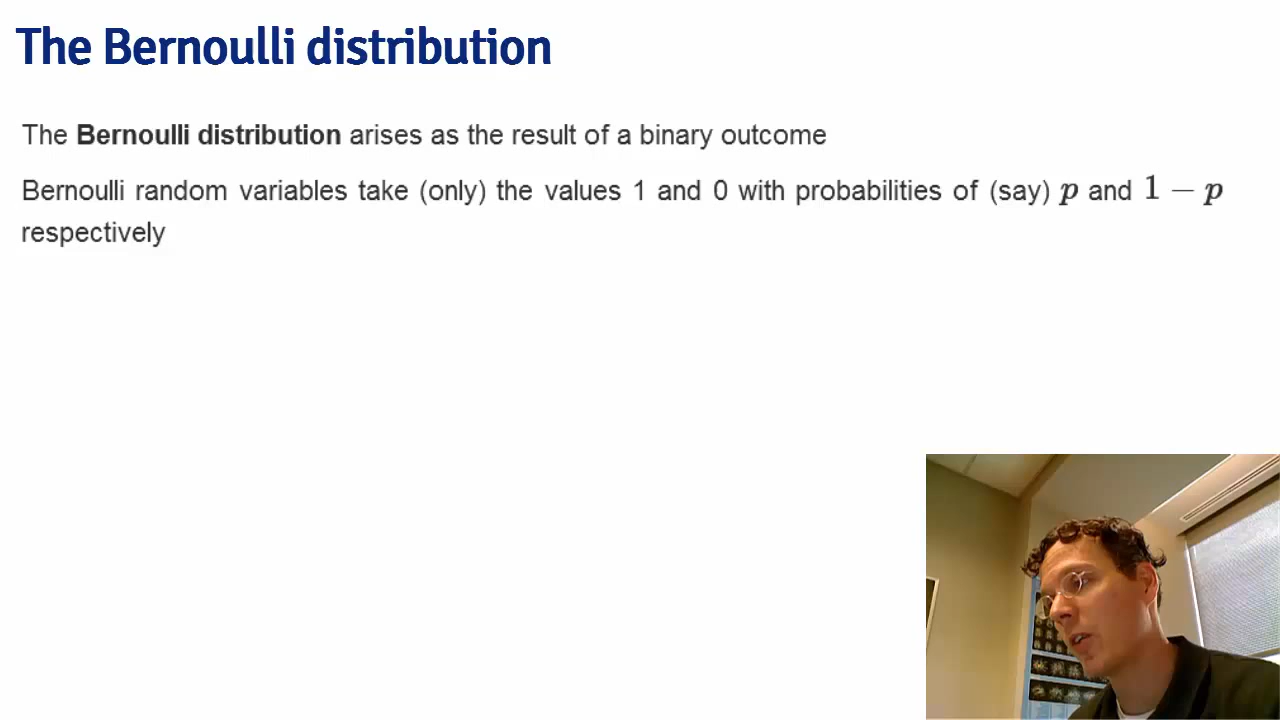 The Bernoulli distribution
The Bernoulli distribution arises as the result of a binary outcome
Bernoulli random variables take (only) the values 1 and 0 with probabilities of (say) p and 1 − p
respectively